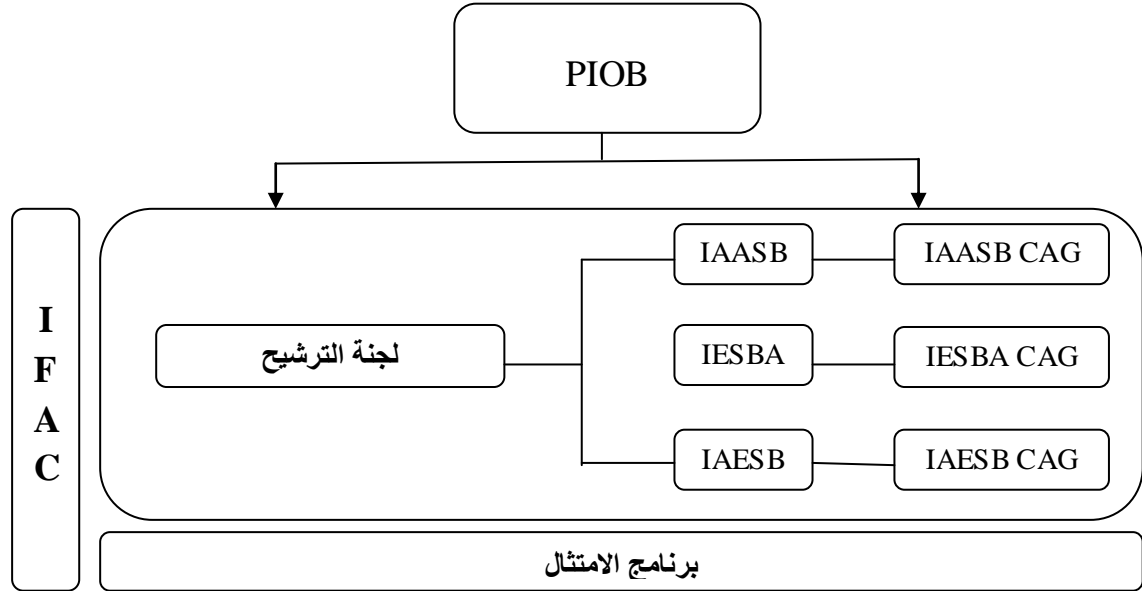 PIOB
IAASB
IAASB CAG
I
F
A
C
لجنة الترشيح
IESBA
IESBA CAG
IAESB
IAESB CAG
برنامج الامتثال